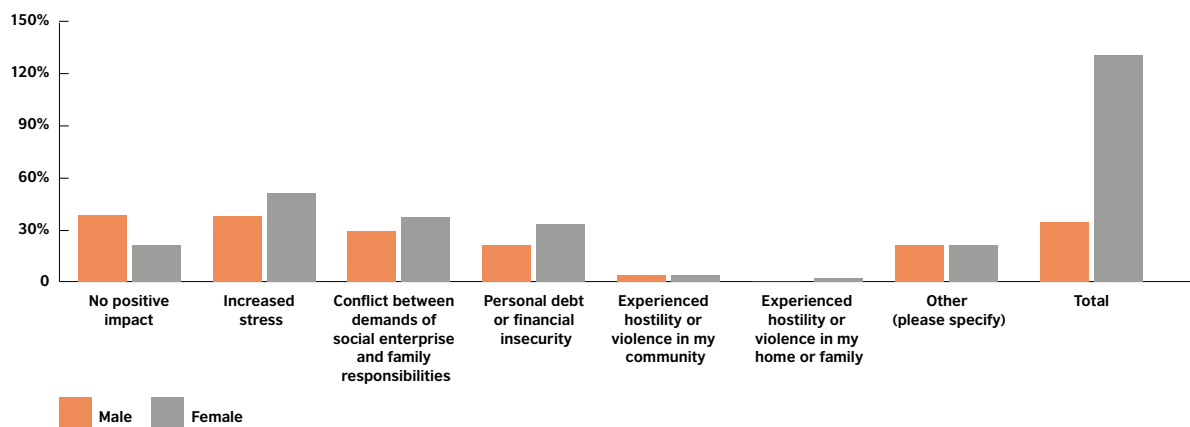 150%
120%
90%
60%
30%
0
No positive
impact
Increased
stress
Conflict between
demands of
social enterprise
and family
responsibilities
Personal debt
or financial
insecurity
Experienced
hostility or
violence in my
community
Experienced
hostility or
violence in my
home or family
Other
(please specify)
Total
Male
Female